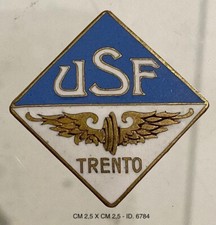 USF
TRENTO
CM 2,5 X CM 2,5 - ID. 6784